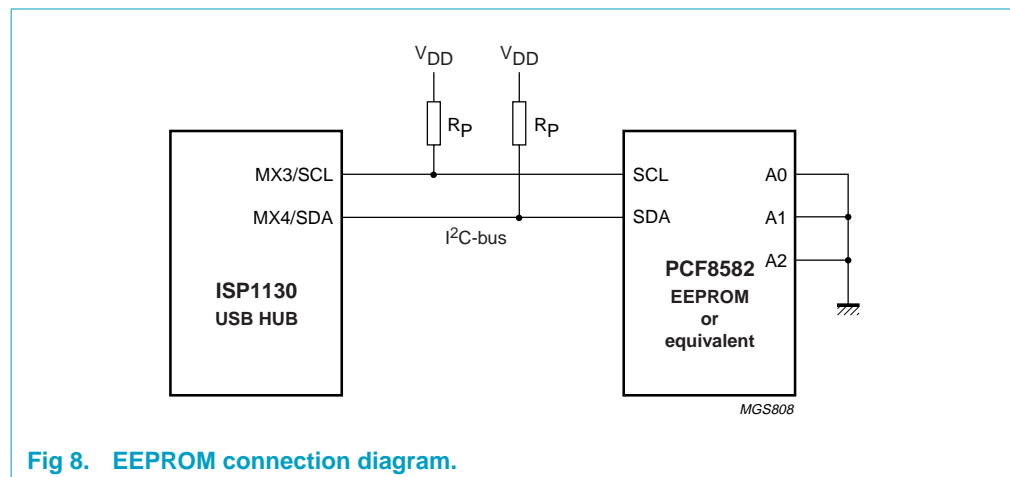 VDD VDD
RP RP
MX3/SCL SCL A0
MX4/SDA SDA A1
I2C-bus
A2
ISP1130
USB HUB
PCF8582
EEPROM
or
equivalent
MGS808
Fig 8. EEPROM connection diagram.